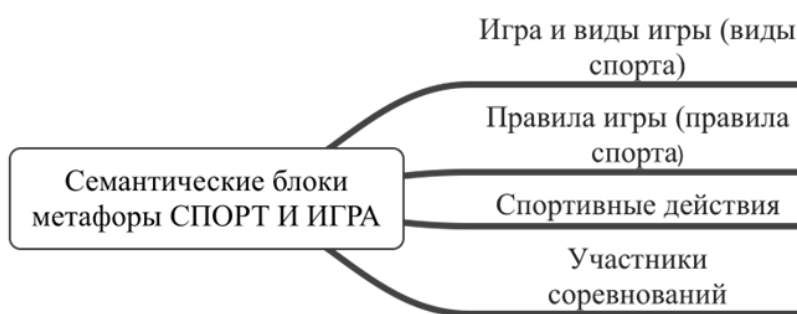 Игра и виды игры (виды
спорта)
Правила игры (правила
спорта)
Семантические блоки
метафоры СПОРТ И ИГРА
Спортивные действия
Участники
соревнований